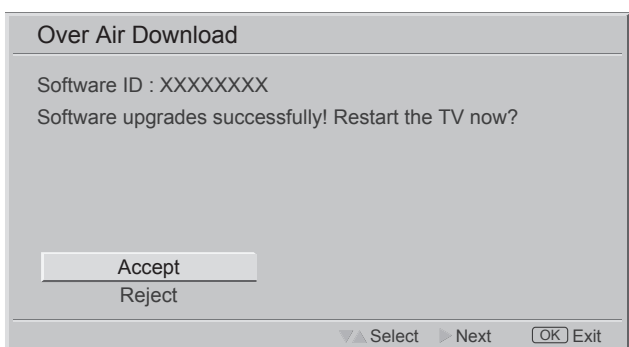 Over Air Download
Software ID : XXXXXXXX
Software upgrades successfully! Restart the TV now?
Accept
Reject
Select Next OK Exit